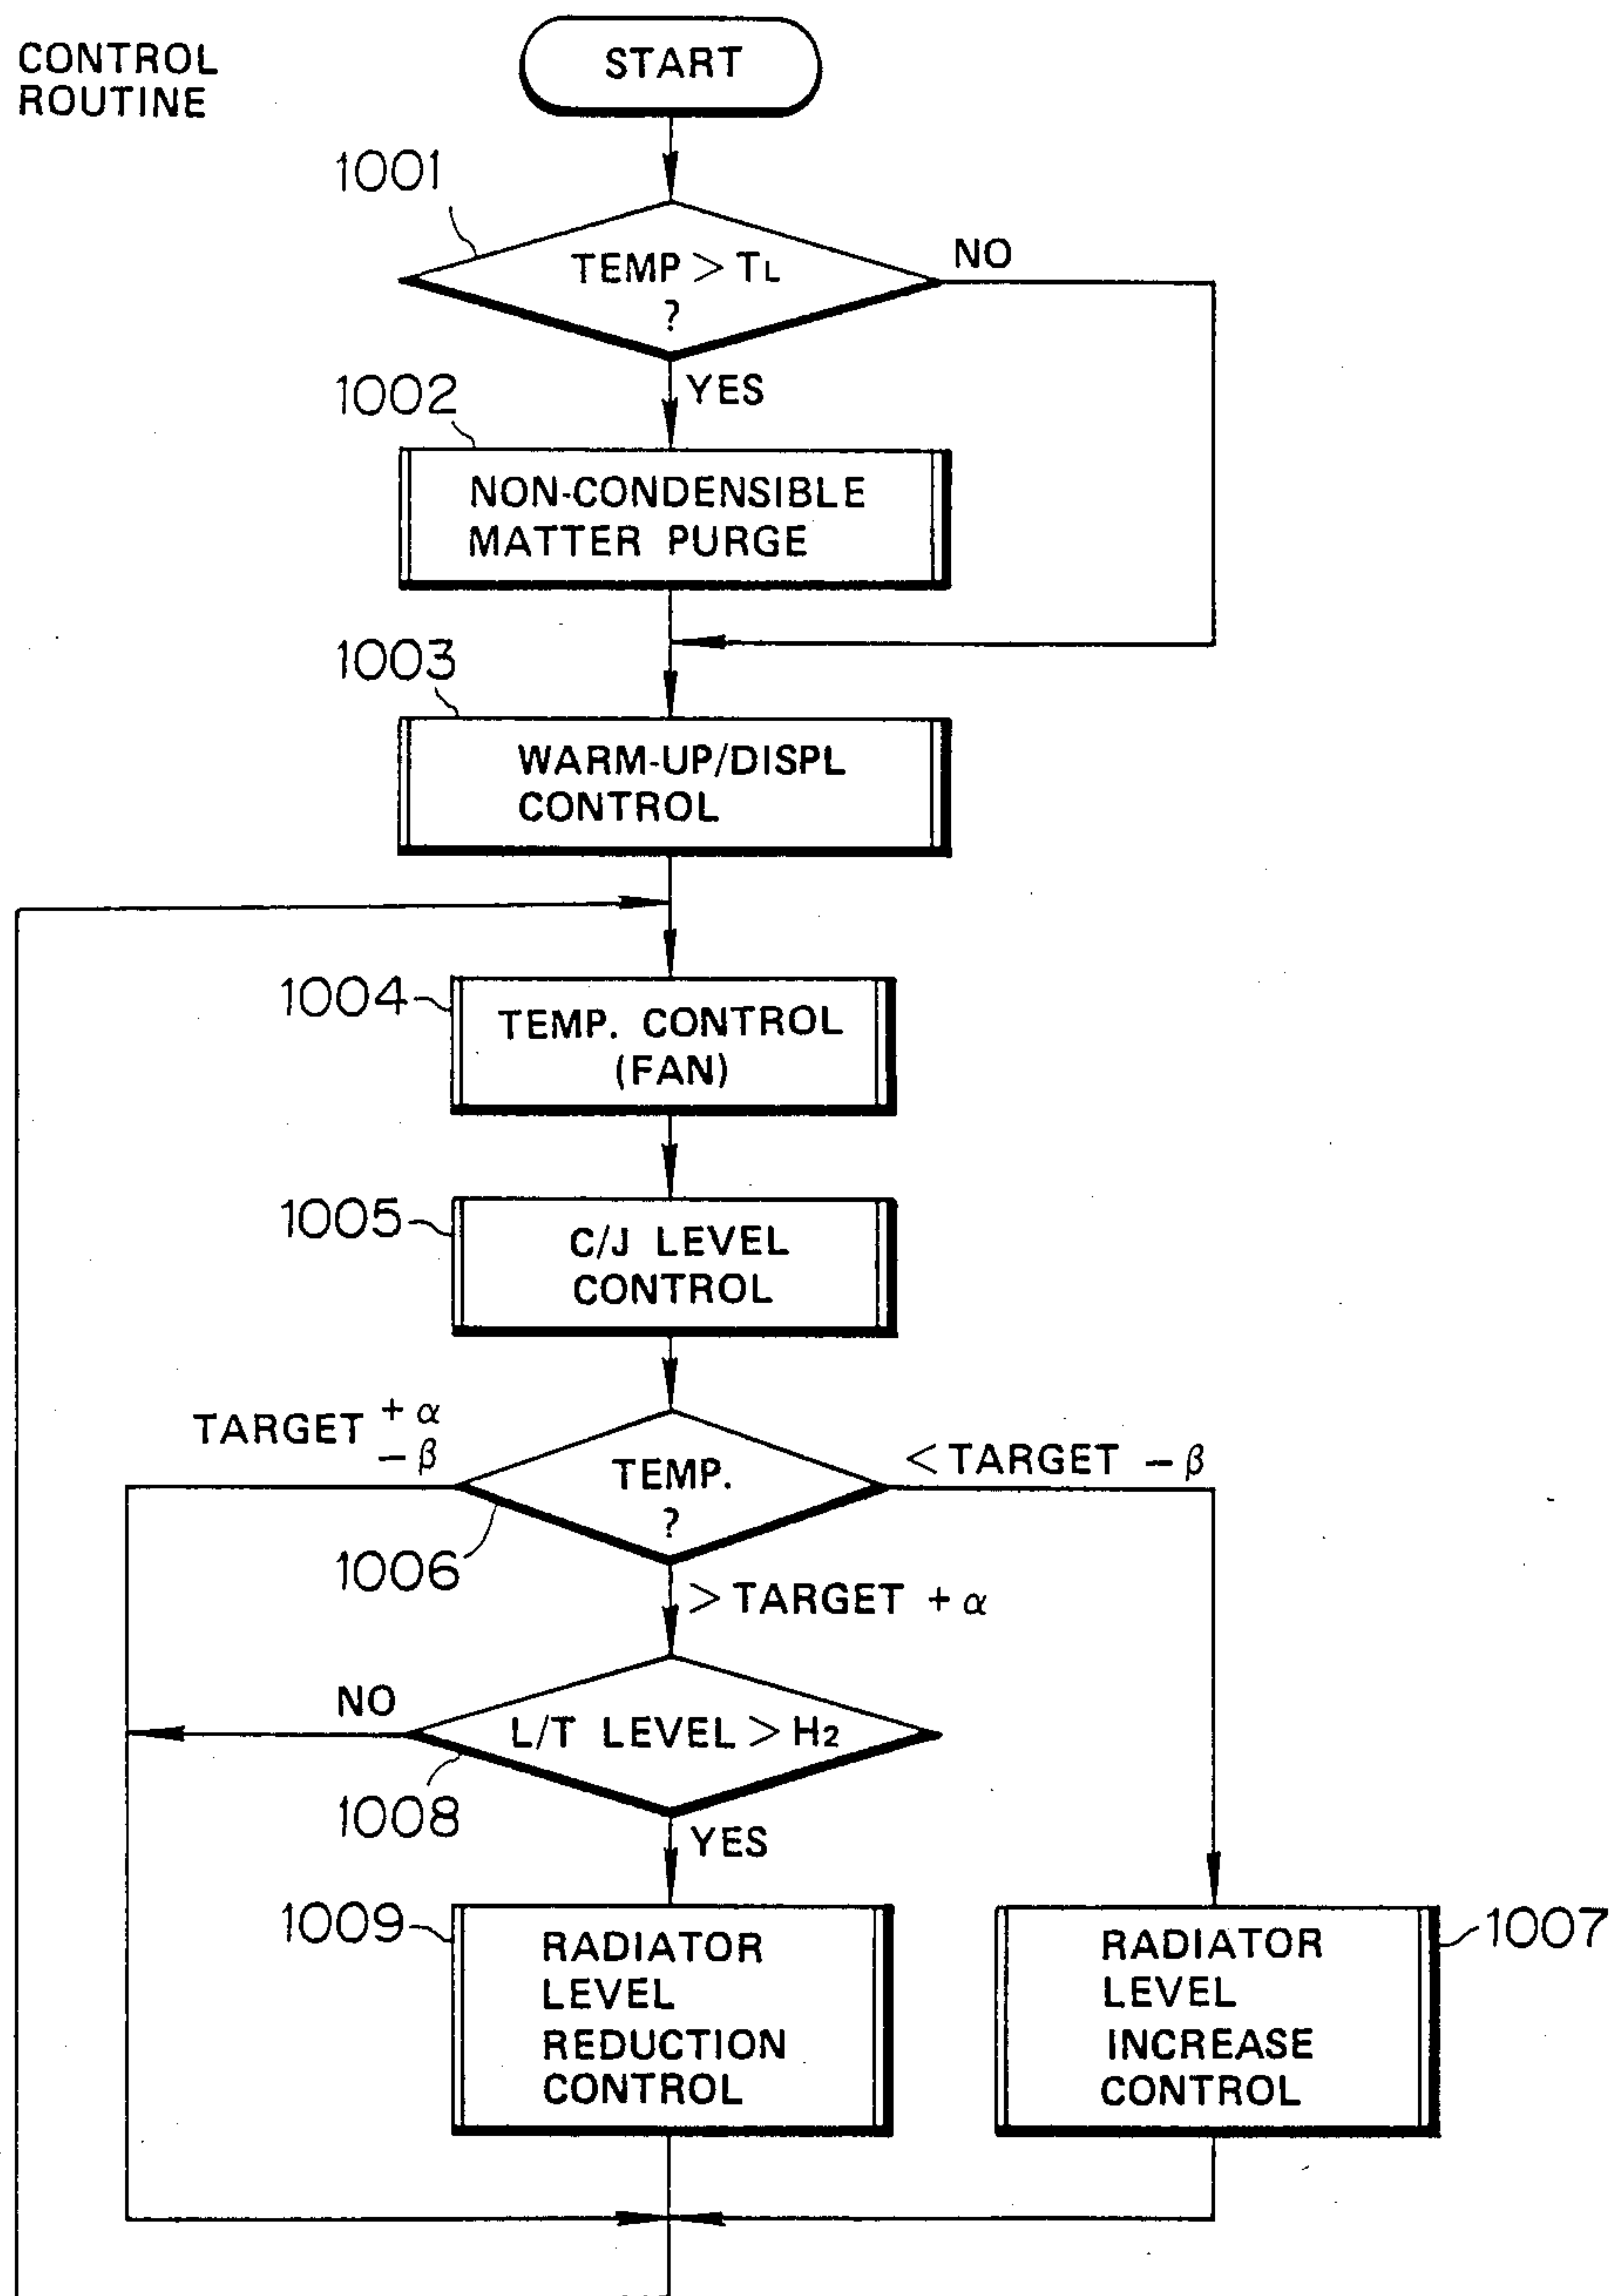 CONTROL
ROUTINE
START
1001
TEMP > TL
?
NO
YES
1002
NON-CONDENSIBLE
MATTER PURGE
1003
WARM-UP/DISPL
CONTROL
1004
TEMP. CONTROL
(FAN)
1005
C/J LEVEL
CONTROL
TARGET + α
− β
TEMP.
?
< TARGET − β
1006
> TARGET + α
NO
L/T LEVEL > H2
1008
YES
1009
RADIATOR
LEVEL
REDUCTION
CONTROL
RADIATOR
LEVEL
INCREASE
CONTROL
1007